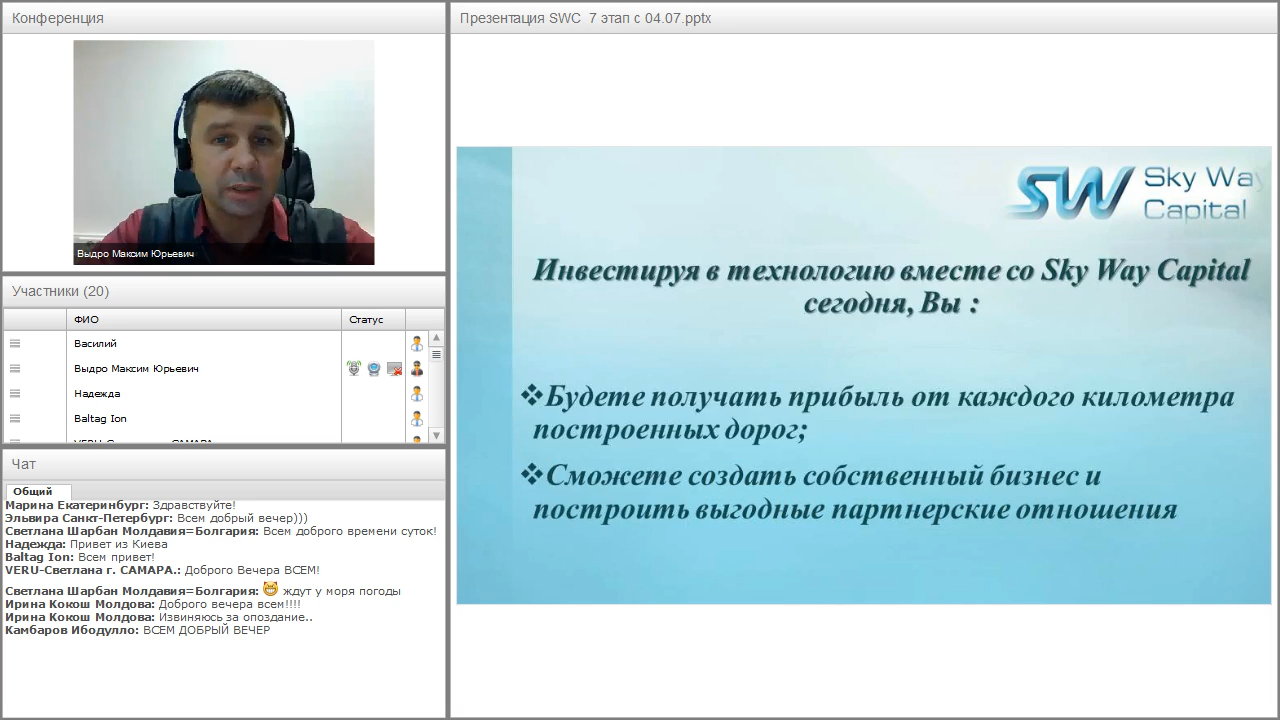 Конференция
Выдро Максим Юрьевич
Участники (20)
ФИО
Статус
Василий
Выдро Максим Юрьевич
Надежда
Baltag Ion
Чат
Общий
Марина Екатеринбург: Здравствуйте!
Эльвира Санкт-Петербург: Всем добрый вечер)))
Светлана Шарбан Молдавия=Болгария: Всем доброго времени суток!
Надежда: Привет из Киева
Baltag Ion: Всем привет!
VERU-Светлана г. САМАРА.: Доброго Вечера ВСЕМ!
Светлана Шарбан Молдавия=Болгария: ждут у моря погоды
Ирина Кокош Молдова: Доброго вечера всем!!!!
Ирина Кокош Молдова: Извиняюсь за опоздание..
Камбаров Ибодулло: ВСЕМ ДОБРЫЙ ВЕЧЕР
Презентация SWC 7 этап с 04.07.pptx
SW Sky Way
Capital
Инвестируя в технологию вместе со Sky Way Capital
сегодня, Вы :
❖Будете получать прибыль от каждого километра
построенных дорог;
❖Сможете создать собственный бизнес и
построить выгодные партнерские отношения